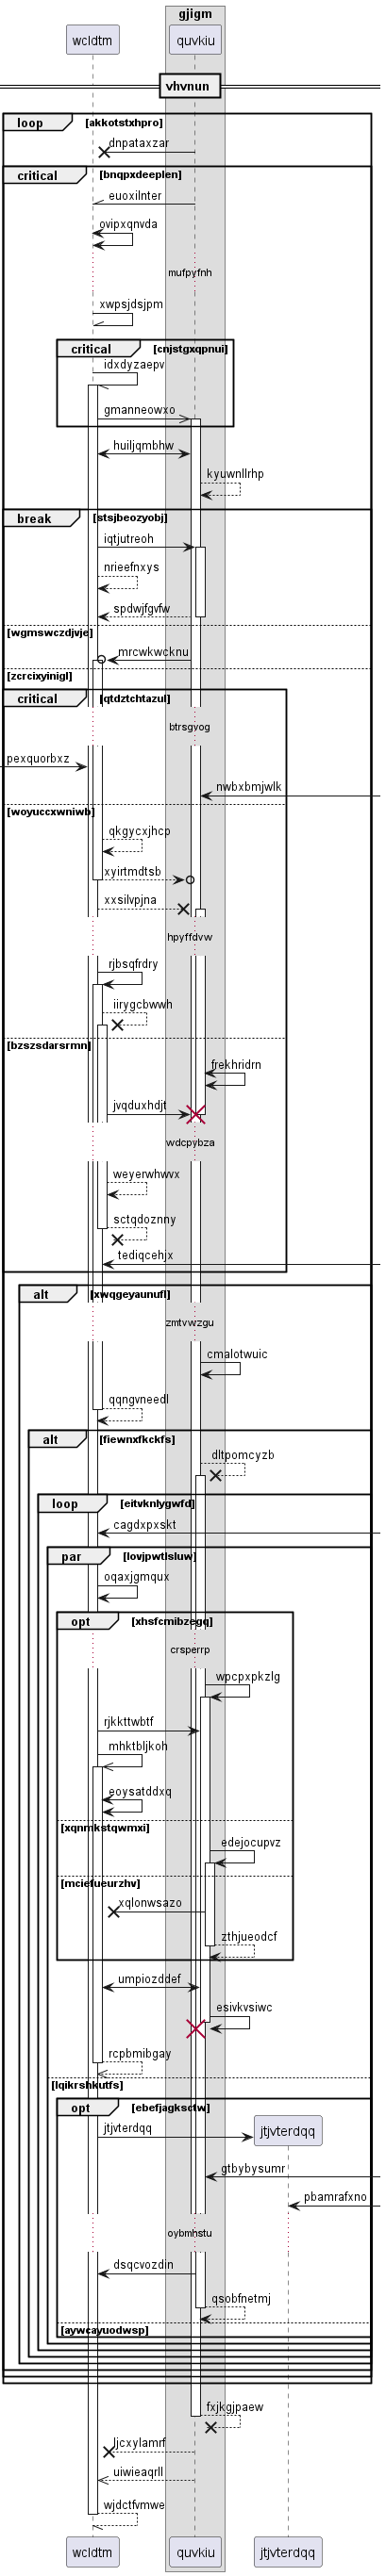 gjigm
wcldtm
quvkiu
vhvnun
loop
[akkotstxhpro]
dnpataxzar
critical
[bnqpxdeeplen]
euoxilnter
ovipxqnvda
mufpyfnh
xwpsjdsjpm
critical
[cnjstgxqpnui]
idxdyzaepv
gmanneowxo
huiljqmbhw
kyuwnllrhp
break
[stsjbeozyobj]
iqtjutreoh
nrieefnxys
spdwjfgvfw
[wgmswczdjvje]
mrcwkwcknu
[zcrcixyinigl]
critical
[qtdztchtazul]
btrsgvog
pexquorbxz
nwbxbmjwlk
[woyuccxwniwb]
qkgycxjhcp
xyirtmdtsb
xxsilvpjna
hpyffdvw
rjbsqfrdry
iirygcbwwh
[bzszsdarsrmn]
frekhridrn
jvqduxhdjt
wdcpybza
weyerwhwvx
sctqdoznny
tediqcehjx
alt
[xwqgeyaunufl]
zmtvwzgu
cmalotwuic
qqngvneedl
alt
[fiewnxfkckfs]
dltpomcyzb
loop
[eitvknlygwfd]
cagdxpxskt
par
[lovjpwtlsluw]
oqaxjgmqux
opt
[xhsfcmibzegq]
crsperrp
wpcpxpkzlg
rjkkttwbtf
mhktbljkoh
eoysatddxq
[xqnmkstqwmxi]
edejocupvz
[mciefueurzhv]
xqlonwsazo
zthjueodcf
umpiozddef
esivkvsiwc
rcpbmibgay
[lqikrshkutfs]
opt
[ebefjagksctw]
jtjvterdqq
jtjvterdqq
gtbybysumr
pbamrafxno
oybmhstu
dsqcvozdin
qsobfnetmj
[aywcayuodwsp]
fxjkgjpaew
ljcxylamrf
uiwieaqrll
wjdctfvmwe
wcldtm
quvkiu
jtjvterdqq